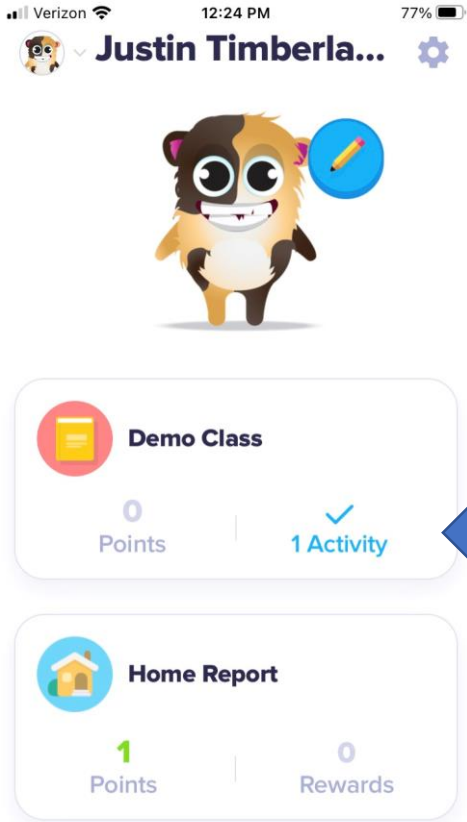 Verizon 12:24 PM 77%
Justin Timberla...
Demo Class
0
Points
1 Activity
Home Report
1
Points
0
Rewards